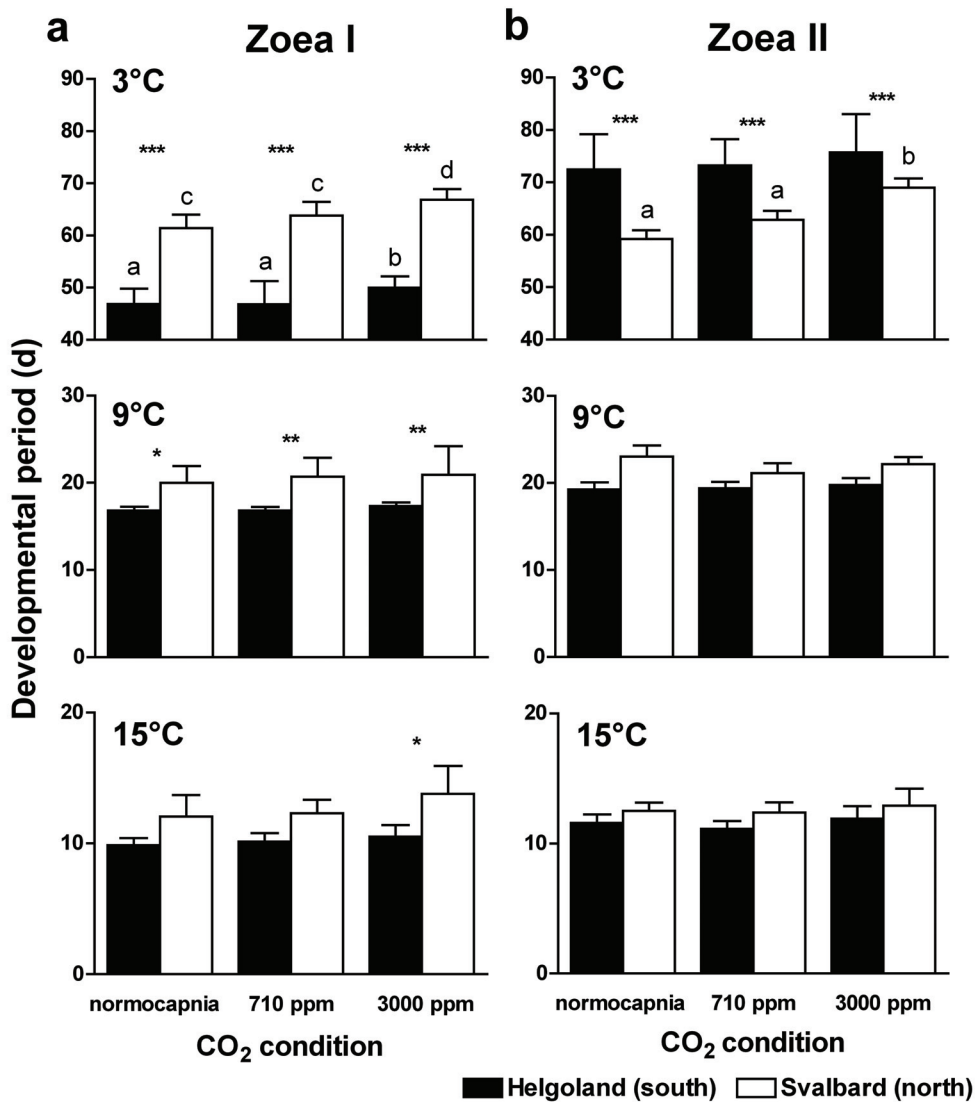 a
Zoea I
b
Zoea II
Developmental period (d)
3°C
90
80
70
60
50
40
***
***
***
a
c
a
c
b
d
3°C
90
80
70
60
50
40
***
***
***
a
a
b
9°C
30
20
10
0
*
**
**
9°C
30
20
10
0
15°C
20
10
0
*
15°C
20
10
0
normocapnia 710 ppm 3000 ppm
CO₂ condition
normocapnia 710 ppm 3000 ppm
CO₂ condition
Helgoland (south) Svalbard (north)